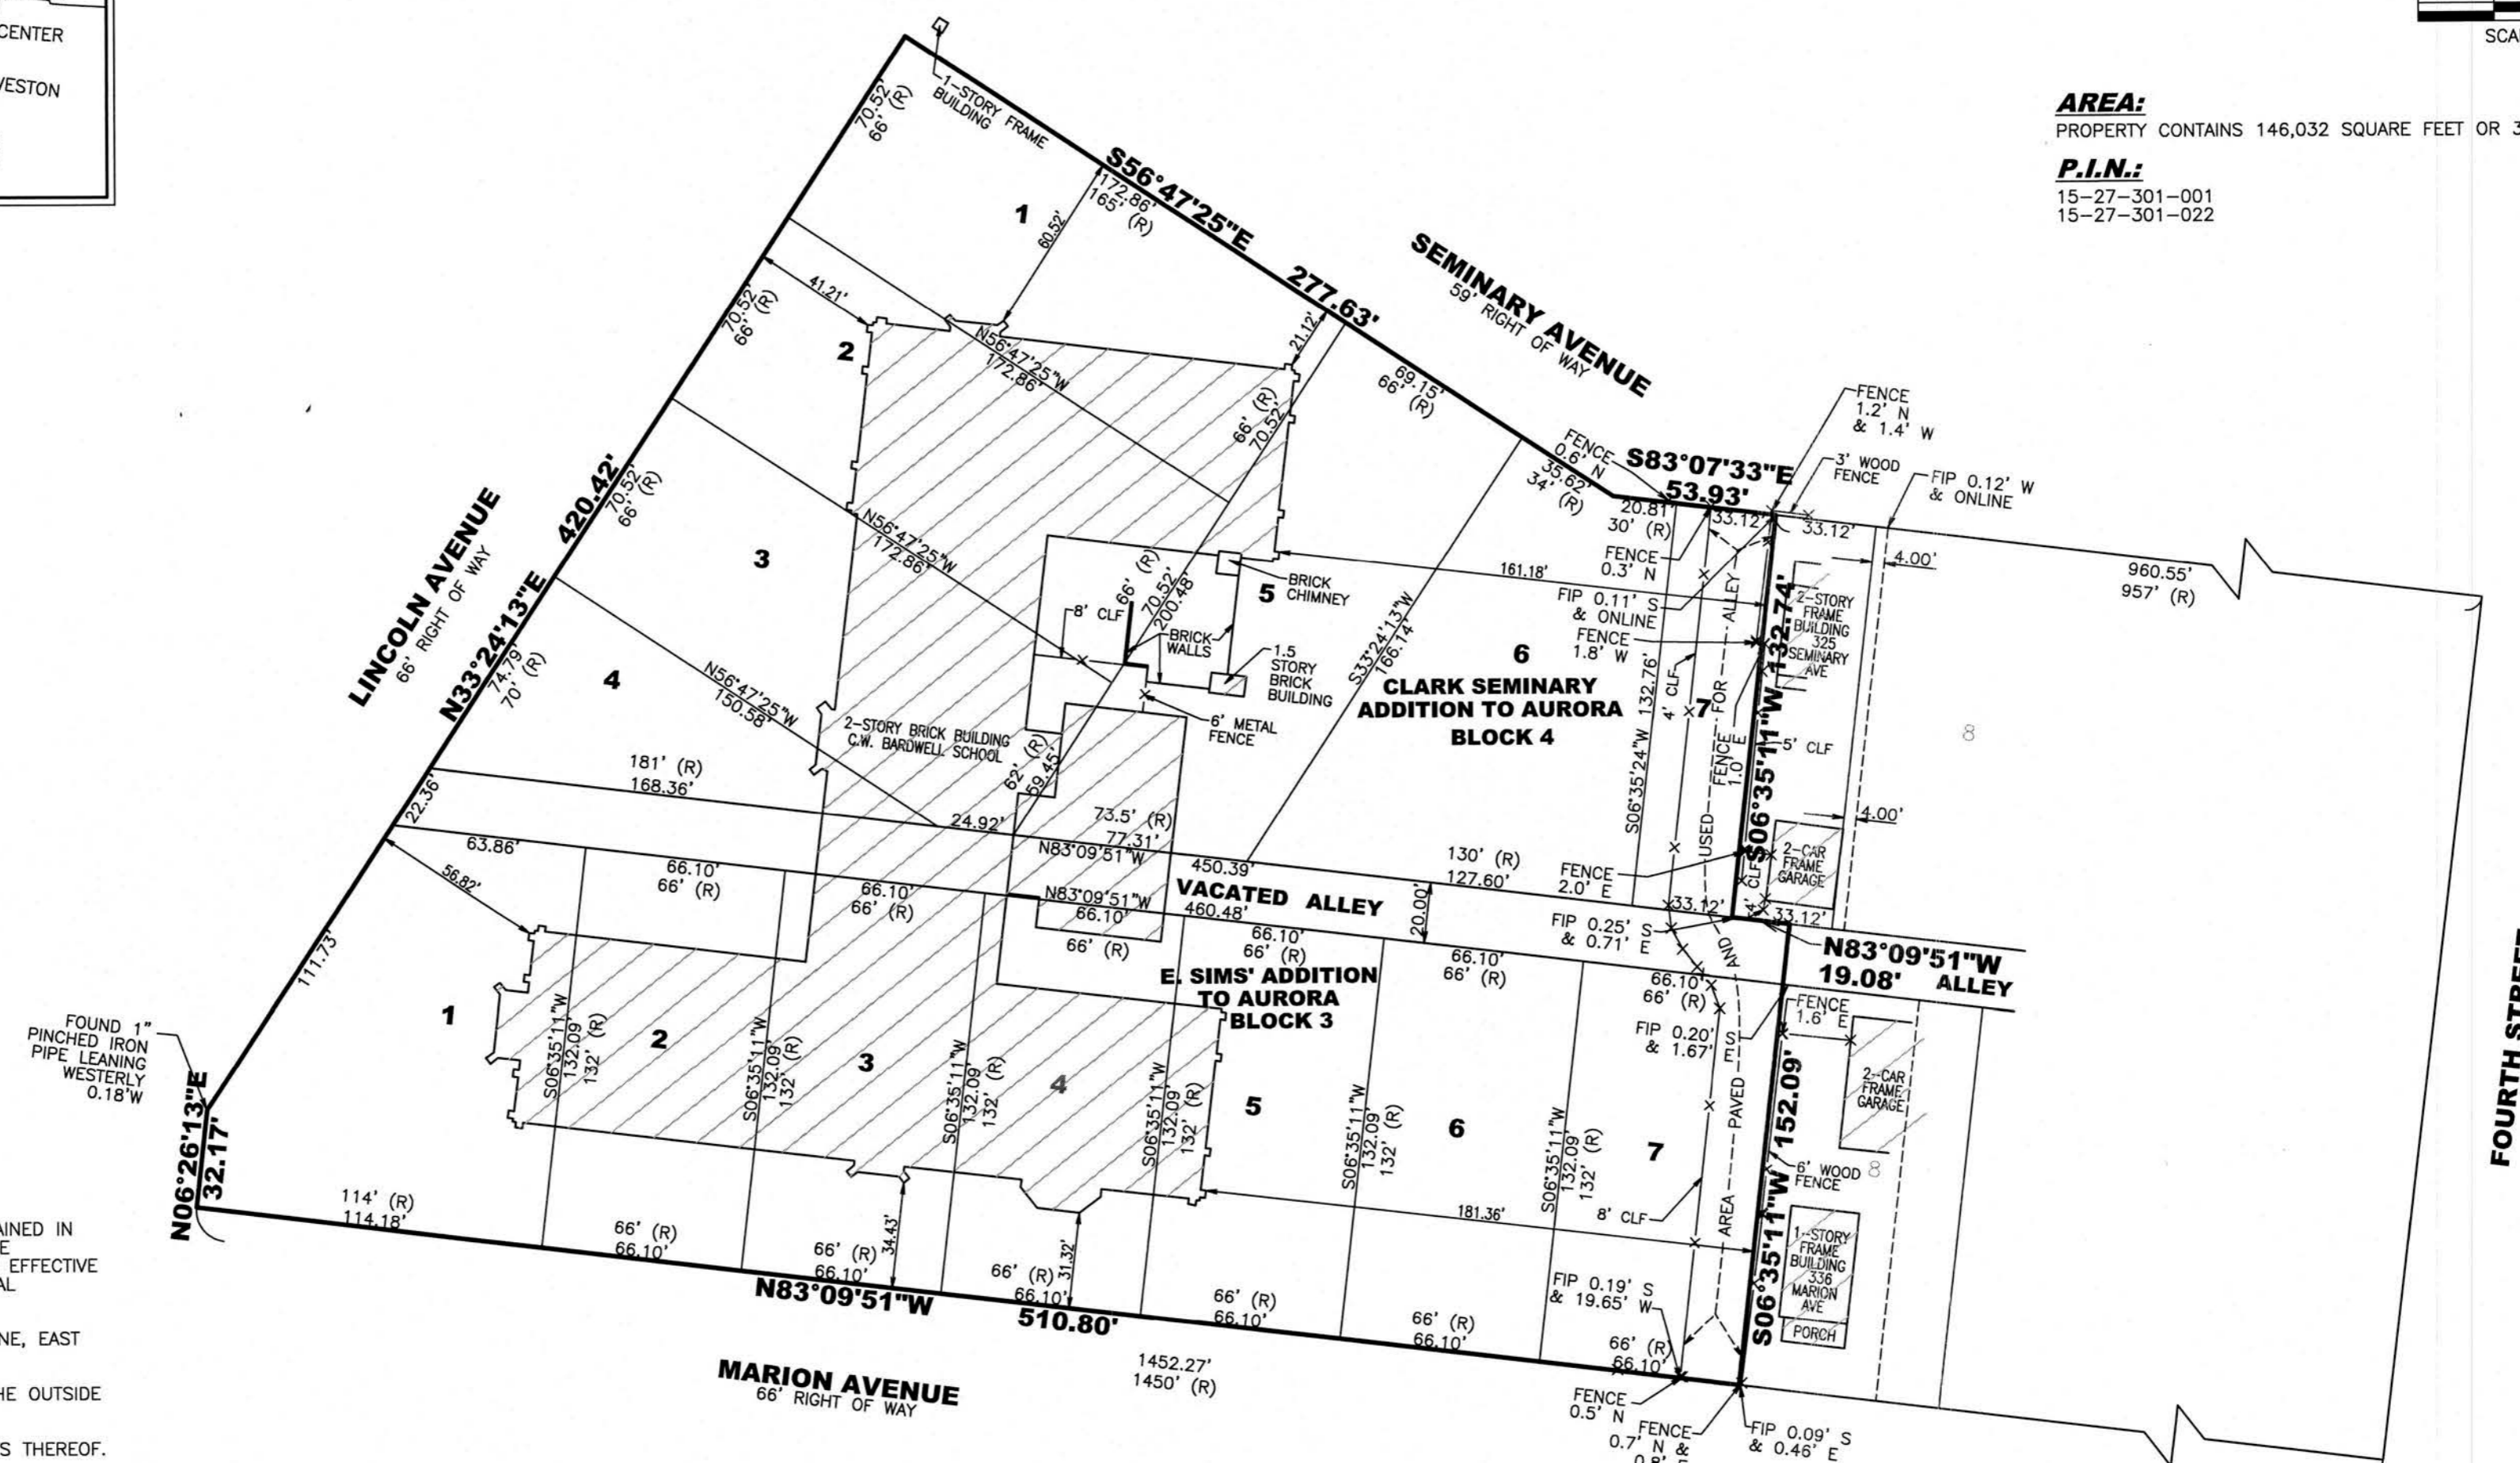 CENTER
AREA:
PROPERTY CONTAINS 146,032 SQUARE FEET OR 3
P.I.N.:
15-27-301-001
15-27-301-022
1-STORY FRAME
BUILDING
70.52'
66' (R)
1
60.52'
S56°47'25"E
277.63'
172.86'
165' (R)
SEMINARY AVENUE
59' RIGHT OF WAY
41.21'
70.52'
66' (R)
2
N56°47'25"W
172.86'
21.12'
66' (R)
70.52'
69.15'
66' (R)
FENCE
0.6' N
35.62'
34' (R)
S83°07'33"E
53.93'
FENCE
1.2' N
& 1.4' W
3' WOOD
FENCE
FIP 0.12' W
& ONLINE
20.81'
30' (R)
33.12'
33.12'
4.00'
960.55'
957' (R)
LINCOLN AVENUE
66' RIGHT OF WAY
N33°24'13"E
420.42'
70.52'
66' (R)
3
N56°47'25"W
172.86'
74.79'
70' (R)
4
N56°47'25"W
150.58'
8' CLF
66' (R)
70.52'
200.48'
BRICK
WALLS
BRICK
CHIMNEY
5
1.5
STORY
BRICK
BUILDING
6' METAL
FENCE
2-STORY BRICK BUILDING
C.W. BARDWELL SCHOOL
62' (R)
59.45'
161.18'
S33°24'13"W
166.14'
6
CLARK SEMINARY
ADDITION TO AURORA
BLOCK 4
FENCE
0.3' N
FIP 0.11' S
& ONLINE
FENCE
1.8' W
S06°35'24"W 132.76'
4' CLF
7
USED FOR ALLEY
FENCE
1.0' E
S06°35'11"W 132.74'
2-STORY
FRAME
BUILDING
325
SEMINARY
AVE
5' CLF
8
4.00'
2-CAR
FRAME
GARAGE
4' CLF
181' (R)
168.36'
22.36'
24.92'
73.5' (R)
77.31'
N83°09'51"W
450.39'
130' (R)
127.60'
FENCE
2.0' E
33.12'
33.12'
63.86'
66.10'
66' (R)
66.10'
66' (R)
N83°09'51"W
66.10'
460.48'
66' (R)
VACATED ALLEY
20.00'
66.10'
66' (R)
66.10'
66' (R)
66.10'
66' (R)
FIP 0.25' S
& 0.71' E
AND
N83°09'51"W
19.08'
ALLEY
56.82'
111.73'
E. SIMS' ADDITION
TO AURORA
BLOCK 3
FIP 0.20' S
& 1.67' E
FENCE
1.6' E
FOUND 1"
PINCHED IRON
PIPE LEANING
WESTERLY
0.18'W
N06°26'13"E
32.17'
1
S06°35'11"W
132.09'
132' (R)
2
S06°35'11"W
132.09'
132' (R)
3
S06°35'11"W
132.09'
132' (R)
4
S06°35'11"W
132.09'
132' (R)
5
S06°35'11"W
132.09'
132' (R)
6
S06°35'11"W
132.09'
132' (R)
7
8' CLF
AREA PAVED
S06°35'11"W 152.09'
2-CAR
FRAME
GARAGE
6' WOOD
FENCE
8
1-STORY
FRAME
BUILDING
336
MARION
AVE
PORCH
FOURTH STREET
181.36'
34.43'
31.32'
114' (R)
114.18'
66' (R)
66.10'
66' (R)
66.10'
66' (R)
66.10'
66' (R)
66.10'
66' (R)
66.10'
66' (R)
66.10'
N83°09'51"W
510.80'
FIP 0.19' S
& 19.65' W
MARION AVENUE
66' RIGHT OF WAY
1452.27'
1450' (R)
FENCE
0.5' N
FENCE
0.7' N &
FIP 0.09' S
& 0.46' E
IN
EFFECTIVE
EAST
OUTSIDE
THEREOF.